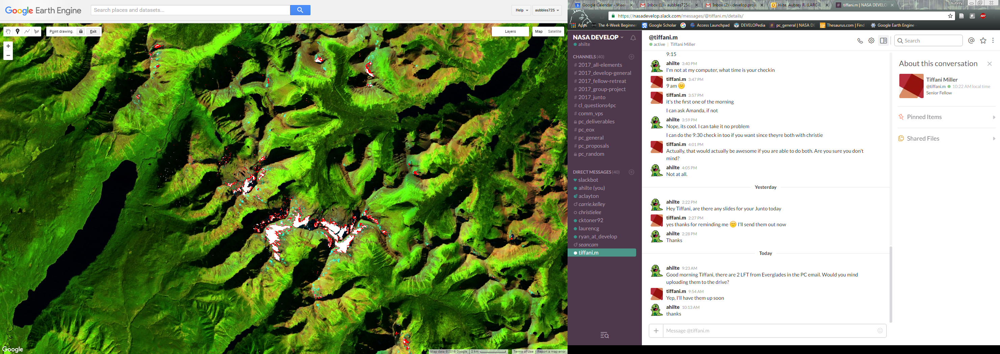 Google Earth Engine
Search places and datasets...
Help
aubbles725
Point drawing.
Exit
Layers
Map
Satellite
+
−
Google
Map data ©2016 Google
2 km
Terms of Use
Report a map error
Google Calendar - Wee
Inbox (1) - aubbles725
Inbox (2) - develop.proje
Hilte, Aubrey R. (LARC-E
tiffani.m | NASA DEVELO
Aubrey
https://nasadevelop.slack.com/messages/@tiffani.m/details/
ABP
Apps
The 4-Week Beginner
Google Scholar
Access Launchpad
DEVELOPedia
pc_general | NASA DE
Thesaurus.com | Find
Google Earth Engine
NASA DEVELOP
ahilte
CHANNELS (40)
# 2017_all-elements
# 2017_develop-general
# 2017_fellow-retreat
# 2017_group-project
# 2017_junto
# cl_questions4pc
# comm_vps
pc_deliverables
# pc_eox
# pc_general
# pc_proposals
pc_random
DIRECT MESSAGES (40)
slackbot
ahilte (you)
aclayton
carrie.kelley
christielee
cktoner92
laurencg
ryan_at_develop
seancam
tiffani.m
@tiffani.m
active | Tiffani Miller
Search
9:15
ahilte 3:40 PM
I'm not at my computer, what time is your checkin
tiffani.m 3:47 PM
9 am
tiffani.m 3:57 PM
it's the first one of the morning
I can ask Amanda, if not
ahilte 3:59 PM
Nope, its cool. I can take it no problem
I can do the 9:30 check in too if you want since theyre both with christie
tiffani.m 4:01 PM
Actually, that would actually be awesome if you are able to do both. Are you sure you don't
mind?
ahilte 4:05 PM
Not at all.
Yesterday
ahilte 2:22 PM
Hey Tiffani, are there any slides for your Junto today
tiffani.m 2:27 PM
yes thanks for reminding me I'll send them out now
ahilte 2:28 PM
Thanks
Today
ahilte 9:23 AM
Good morning Tiffani, there are 2 LFT from Everglades in the PC email. Would you mind
uploading them to the drive?
tiffani.m 9:54 AM
Yep, I'll have them up soon
ahilte 10:13 AM
thanks
Message @tiffani.m
About this conversation
Tiffani Miller
@tiffani.m 10:22 AM local time
Senior Fellow
Pinned Items
Shared Files